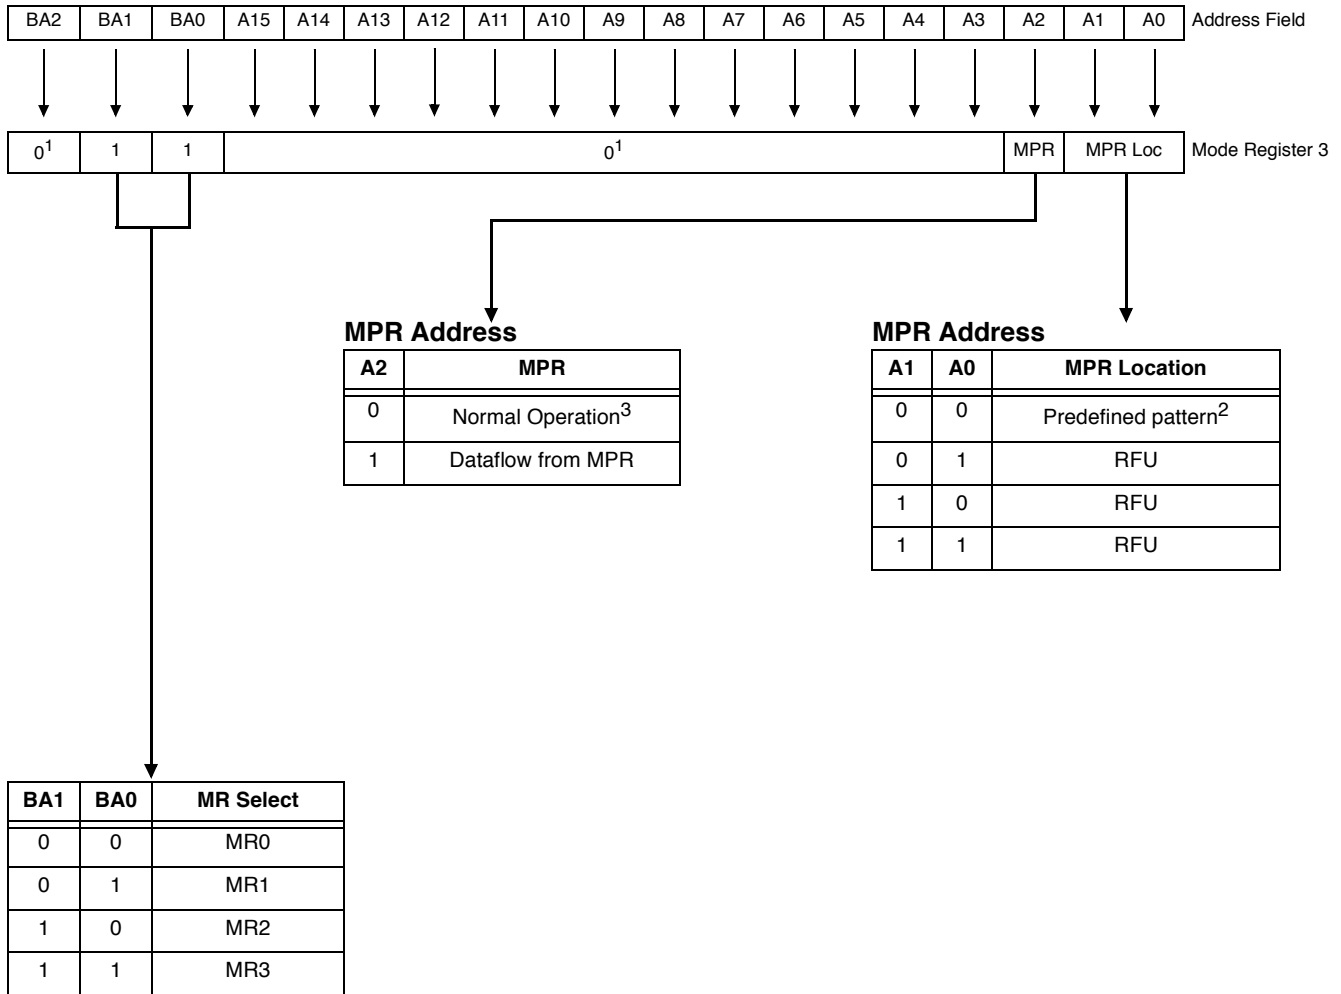 BA2 BA1 BA0 A15 A14 A13 A12 A11 A10 A9 A8 A7 A6 A5 A4 A3 A2 A1 A0 Address Field
0¹ 1 1 0¹ MPR MPR Loc Mode Register 3
MPR Address
A2 MPR
0 Normal Operation³
1 Dataflow from MPR
MPR Address
A1 A0 MPR Location
0 0 Predefined pattern²
0 1 RFU
1 0 RFU
1 1 RFU
BA1 BA0 MR Select
0 0 MR0
0 1 MR1
1 0 MR2
1 1 MR3